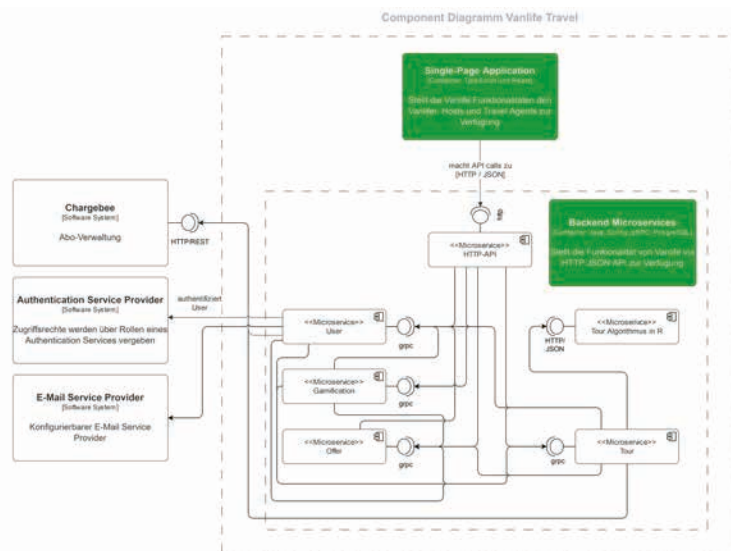 Component Diagramm Vanlife Travel
Single-Page Application
Stellt die Vanlife Funktionalitäten den
Vanlifer, Hosts und Travel Agents zur
Verfügung
macht API calls zu
[HTTP / JSON]
http
Backend Microservices
Stellt die Funktionalität von Vanlife via
HTTP-JSON-API zur Verfügung
<<Microservice>>
HTTP-API
Chargebee
[Software System]
Abo-Verwaltung
HTTP/REST
Authentication Service Provider
[Software System]
Zugriffsrechte werden über Rollen eines
Authentication Services vergeben
authentifiziert
User
E-Mail Service Provider
[Software System]
Konfigurierbarer E-Mail Service
Provider
<<Microservice>>
User
grpc
<<Microservice>>
Gamification
grpc
<<Microservice>>
Offer
grpc
HTTP/
JSON
<<Microservice>>
Tour Algorithmus in R
grpc
<<Microservice>>
Tour